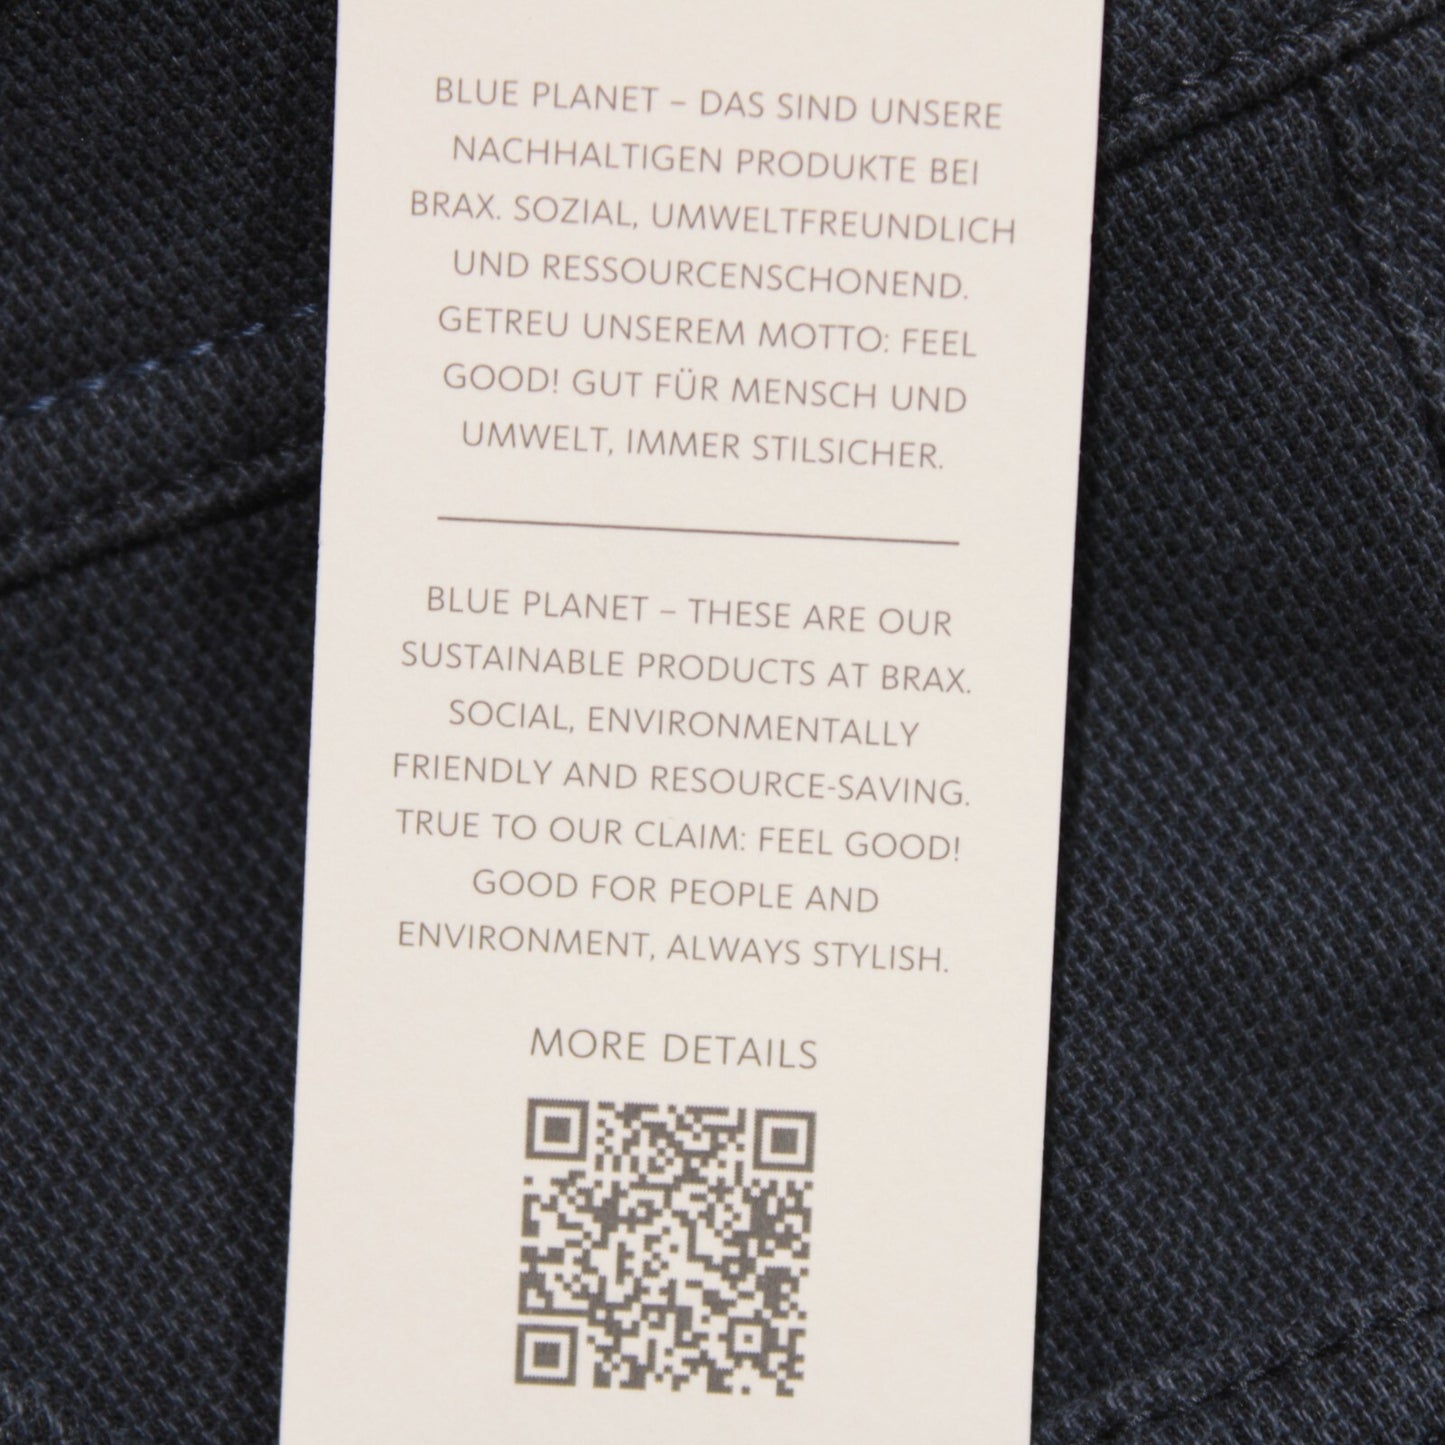 BLUE PLANET – DAS SIND UNSERE
NACHHALTIGEN PRODUKTE BEI
BRAX. SOZIAL, UMWELTFREUNDLICH
UND RESSOURCENSCHONEND.
GETREU UNSEREM MOTTO: FEEL
GOOD! GUT FÜR MENSCH UND
UMWELT, IMMER STILSICHER.
BLUE PLANET – THESE ARE OUR
SUSTAINABLE PRODUCTS AT BRAX.
SOCIAL, ENVIRONMENTALLY
FRIENDLY AND RESOURCE-SAVING.
TRUE TO OUR CLAIM: FEEL GOOD!
GOOD FOR PEOPLE AND
ENVIRONMENT, ALWAYS STYLISH.
MORE DETAILS